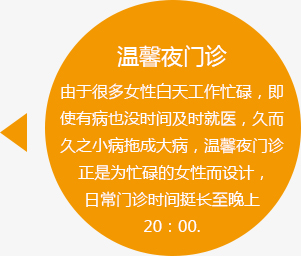 温馨夜门诊
由于很多女性白天工作忙碌，即
使有病也没时间及时就医，久而
久之小病拖成大病，温馨夜门诊
正是为忙碌的女性而设计，
日常门诊时间挺长至晚上
20：00.